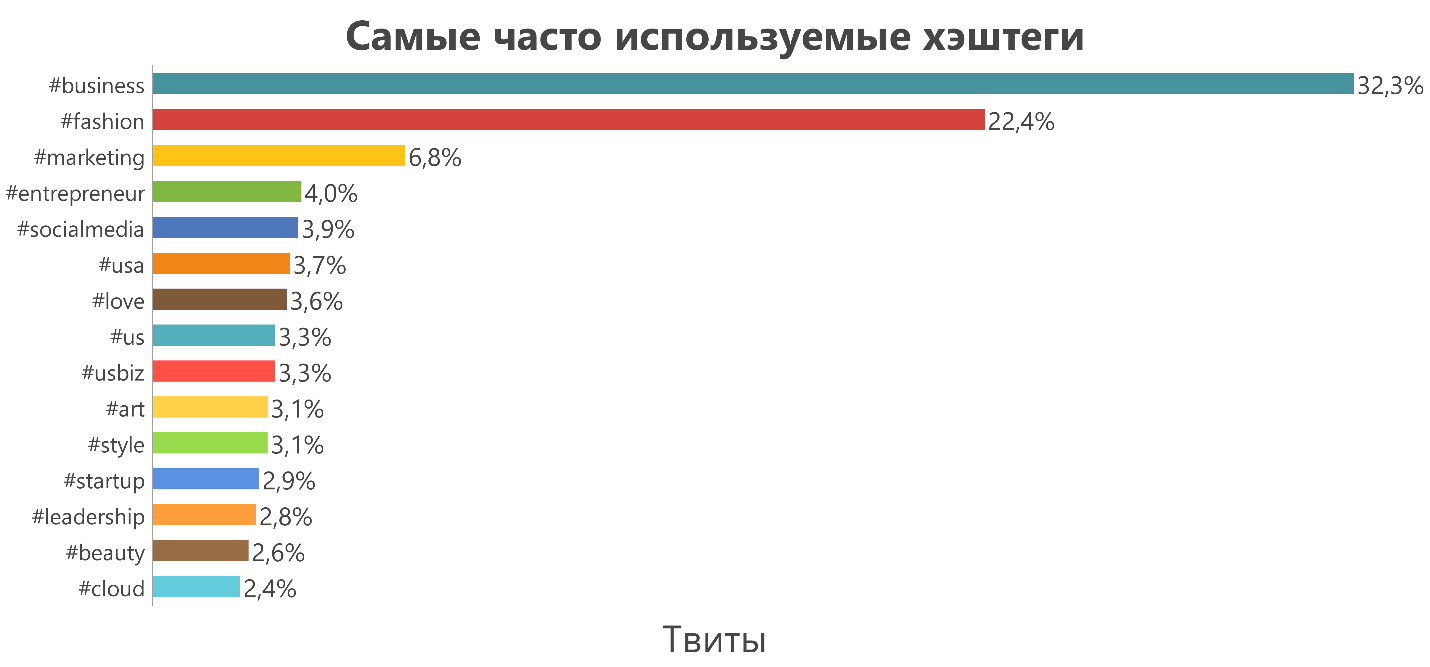 Самые часто используемые хэштеги
#business 32,3%
#fashion 22,4%
#marketing 6,8%
#entrepreneur 4,0%
#socialmedia 3,9%
#usa 3,7%
#love 3,6%
#us 3,3%
#usbiz 3,3%
#art 3,1%
#style 3,1%
#startup 2,9%
#leadership 2,8%
#beauty 2,6%
#cloud 2,4%
Твиты